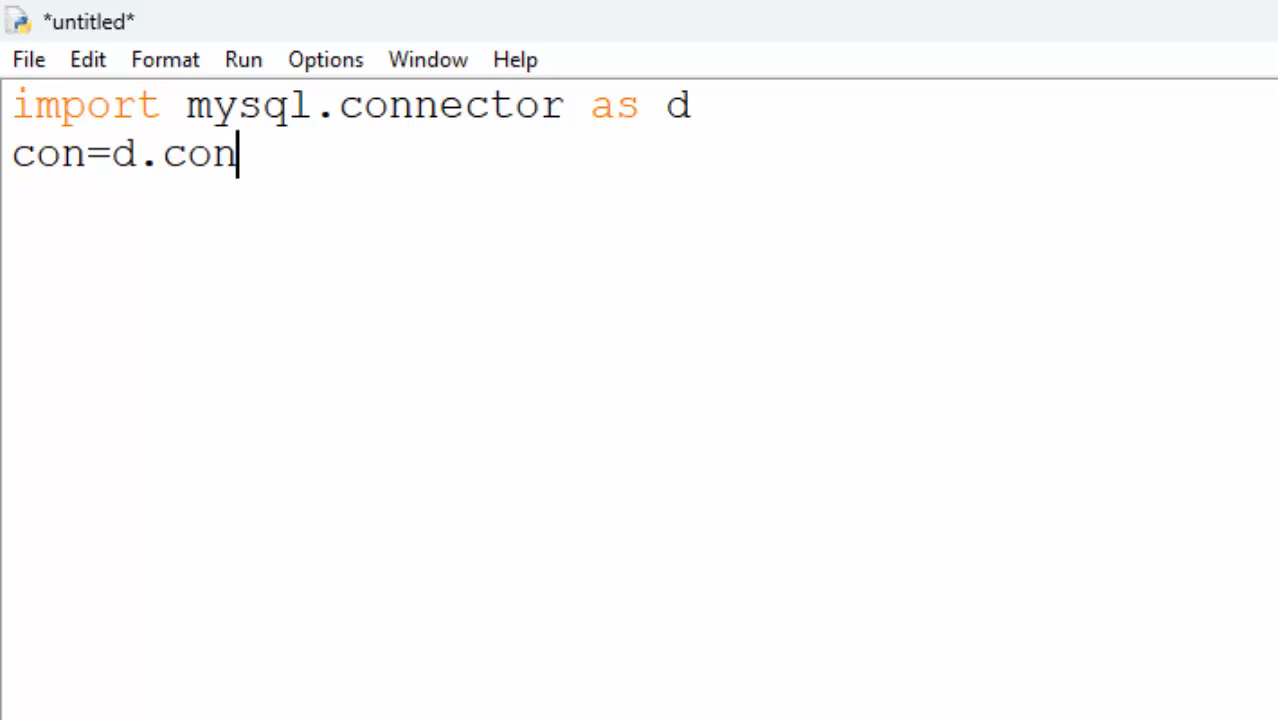 *untitled*
File Edit Format Run Options Window Help
import mysql.connector as d
con=d.con